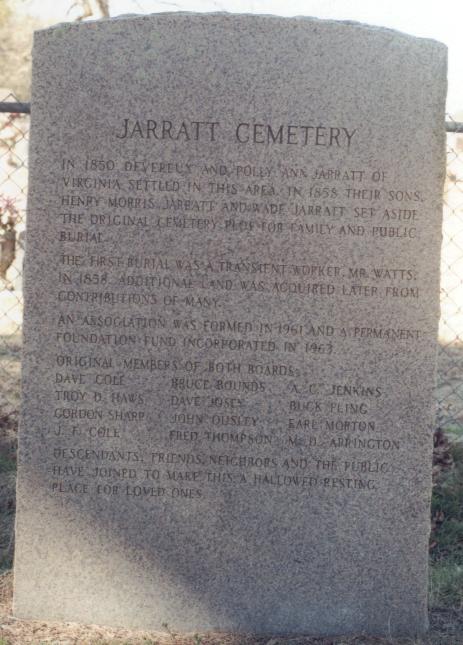 JARRATT CEMETERY
IN 1850 DEVEREUX AND POLLY ANN JARRATT OF
VIRGINIA SETTLED IN THIS AREA. IN 1858 THEIR SONS,
HENRY MORRIS JARRATT AND WADE JARRATT SET ASIDE
THE ORIGINAL CEMETERY PLOT FOR FAMILY AND PUBLIC
BURIAL.
THE FIRST BURIAL WAS A TRANSIENT WORKER, MR. WATTS,
IN 1858. ADDITIONAL LAND WAS ACQUIRED LATER FROM
CONTRIBUTIONS OF MANY.
AN ASSOCIATION WAS FORMED IN 1961 AND A PERMANENT
FOUNDATION FUND INCORPORATED IN 1963.
ORIGINAL MEMBERS OF BOTH BOARDS:
DAVE COLE BRUCE BOUNDS A. C. JENKINS
TROY D. HAWS DAVE JOSEY BUCK FLING
GORDON SHARP JOHN OUSLEY EARL MORTON
J. F. COLE FRED THOMPSON M. D. ARRINGTON
DESCENDANTS, FRIENDS, NEIGHBORS AND THE PUBLIC
HAVE JOINED TO MAKE THIS A HALLOWED RESTING
PLACE FOR LOVED ONES.